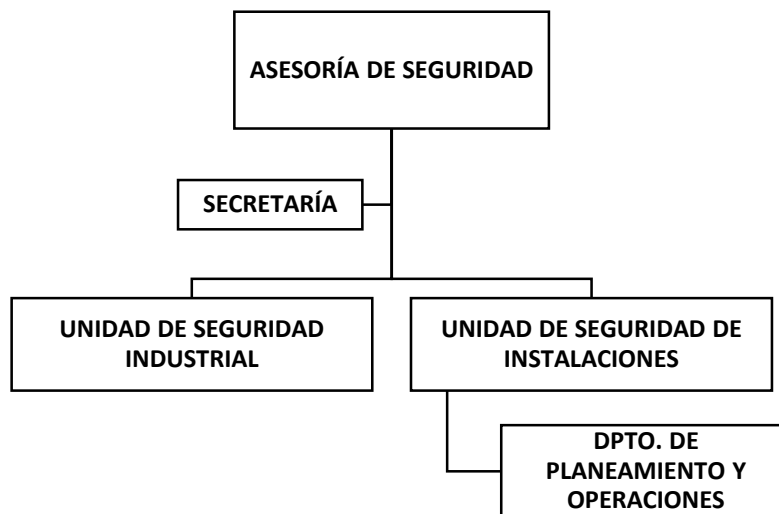 ASESORÍA DE SEGURIDAD
SECRETARÍA
UNIDAD DE SEGURIDAD
INDUSTRIAL
UNIDAD DE SEGURIDAD DE
INSTALACIONES
DPTO. DE
PLANEAMIENTO Y
OPERACIONES